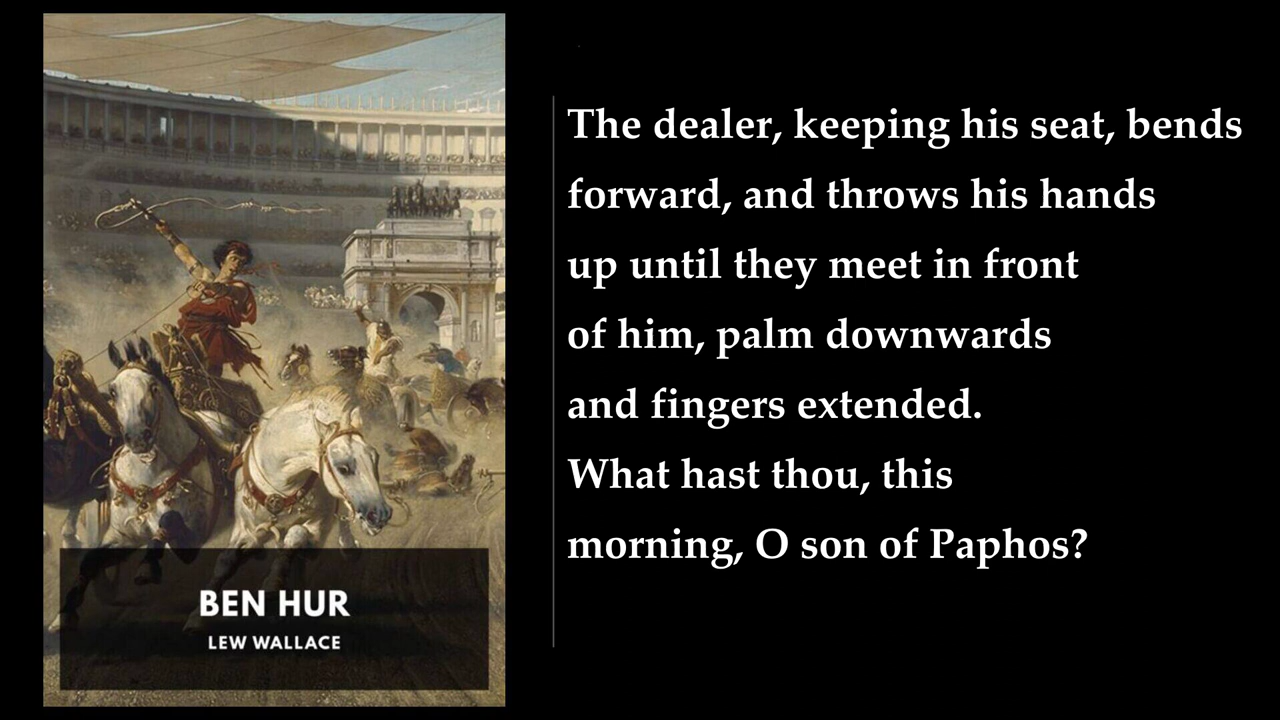 BEN HUR
LEW WALLACE
The dealer, keeping his seat, bends
forward, and throws his hands
up until they meet in front
of him, palm downwards
and fingers extended.
What hast thou, this
morning, O son of Paphos?